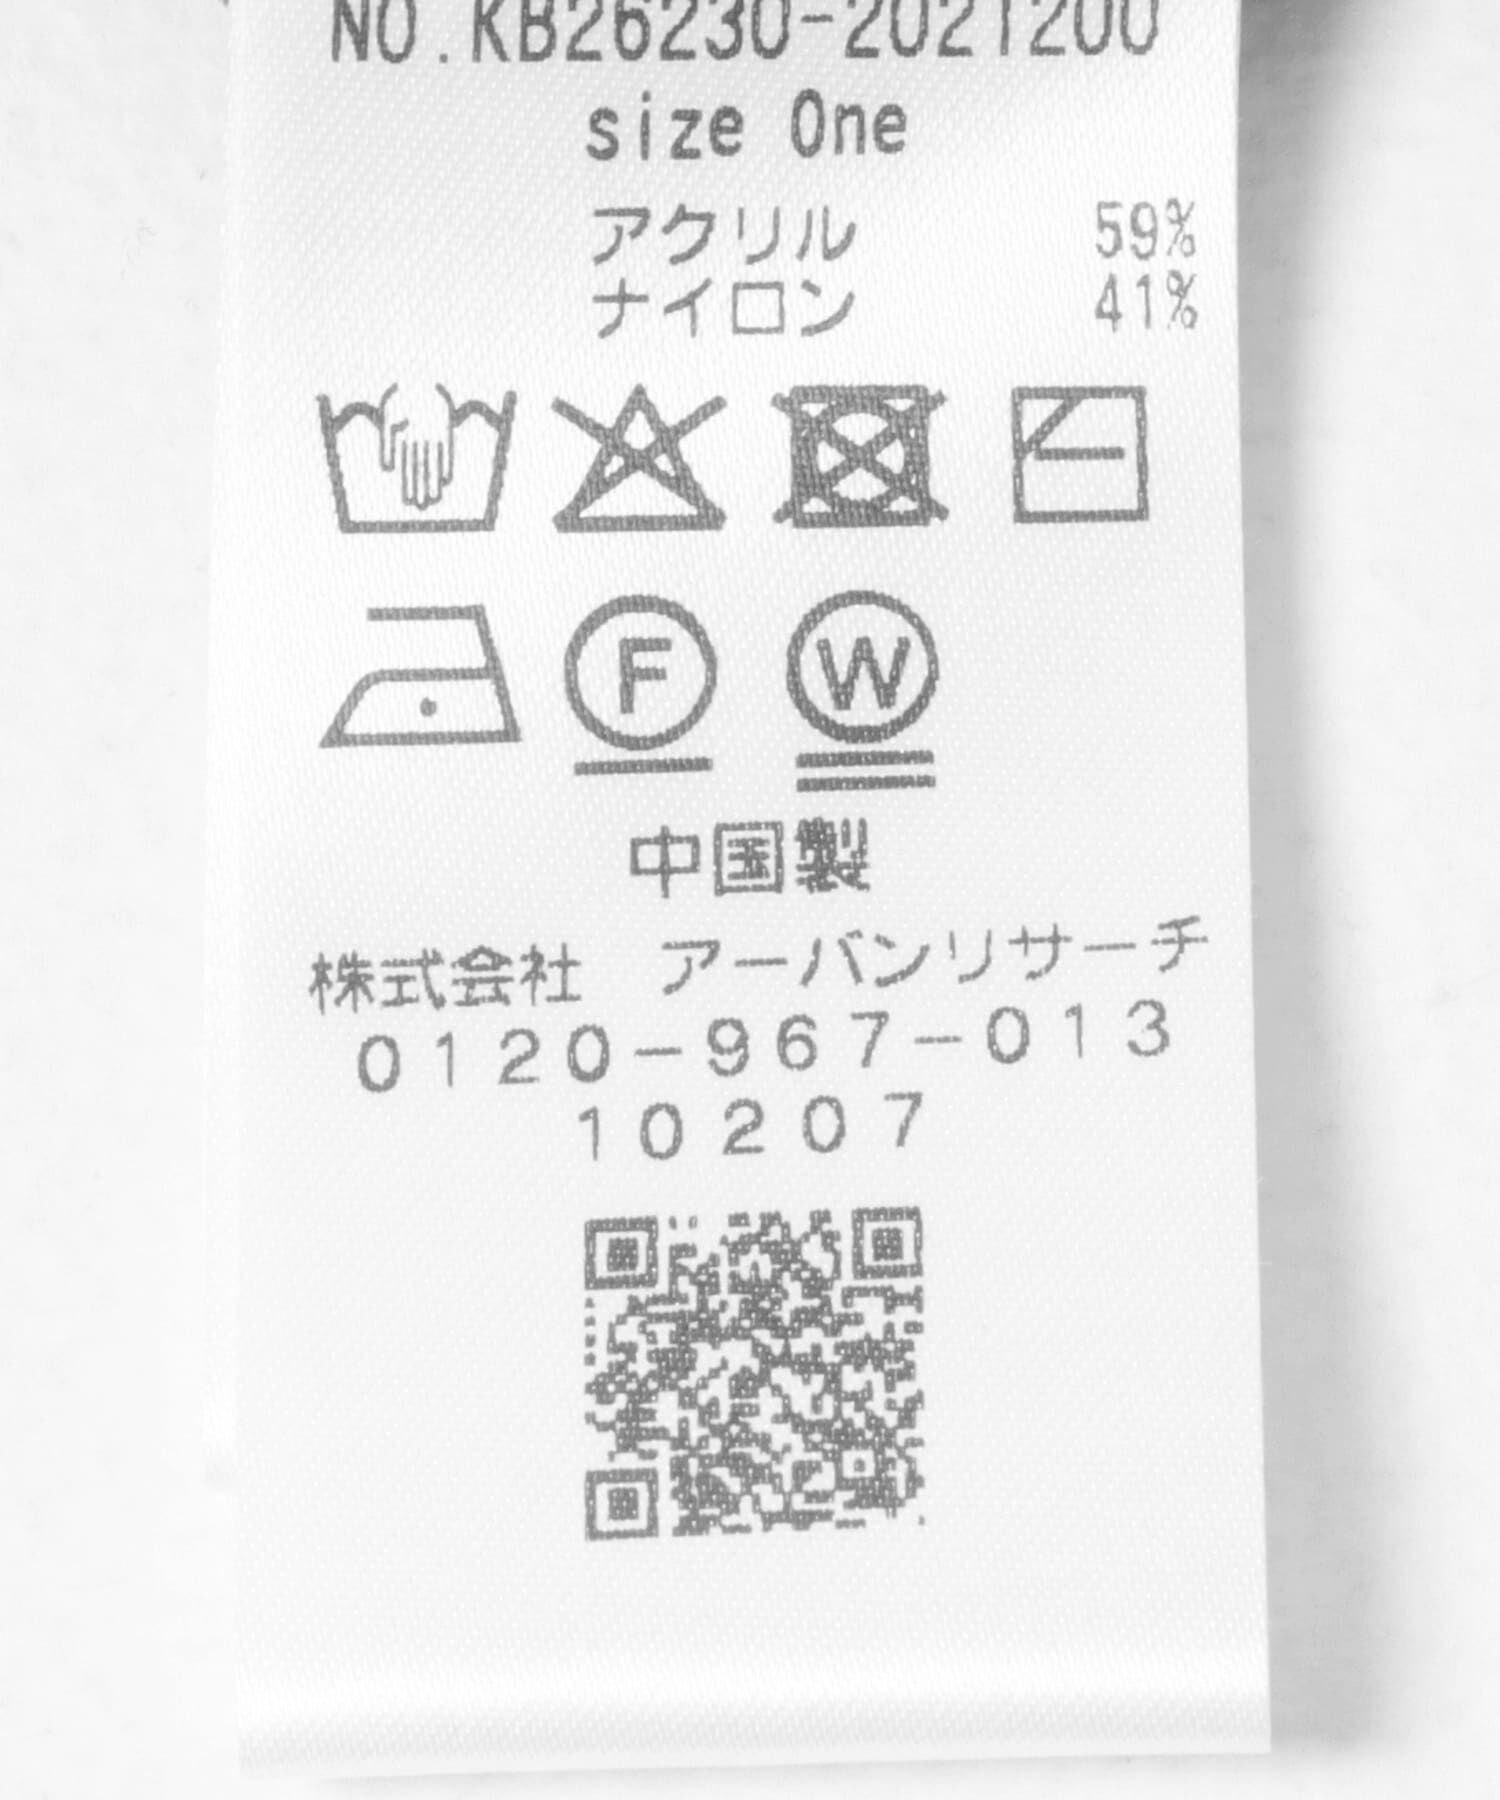 NO.KB26230-2021200
size One
アクリル 59%
ナイロン 41%
F W
中国製
株式会社 アーバンリサーチ
0120-967-013
10207